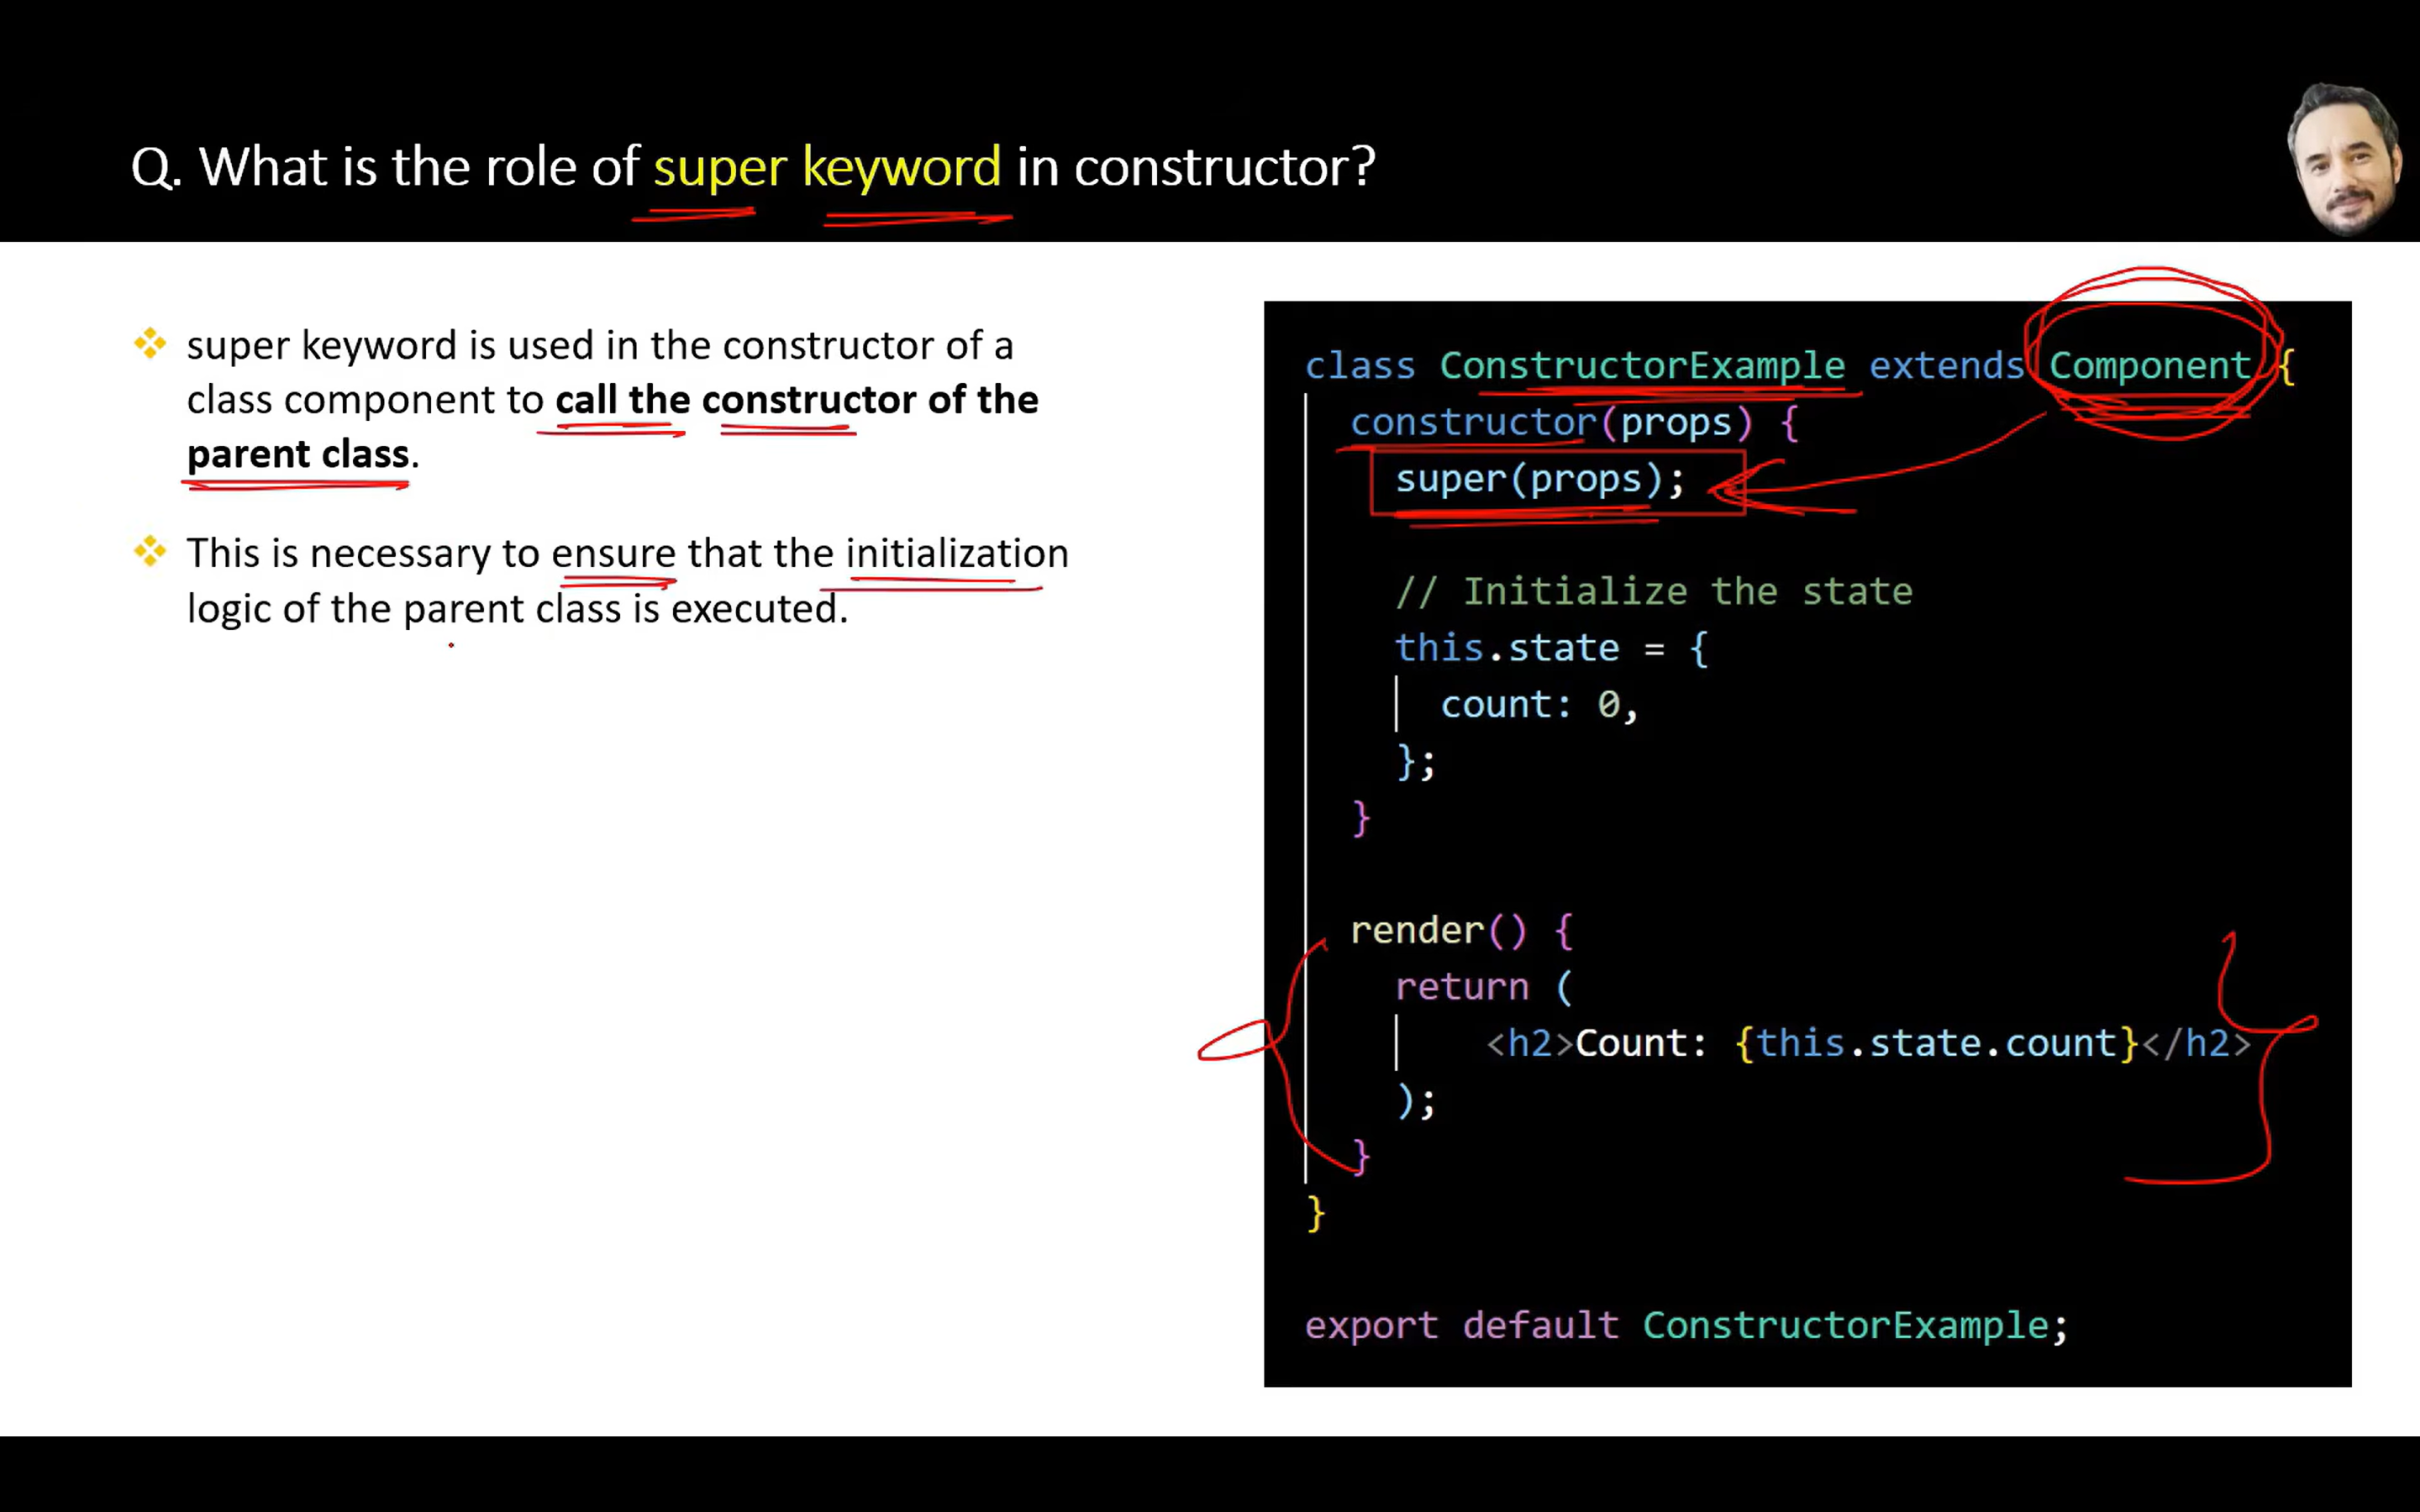 Q. What is the role of super keyword in constructor?
super keyword is used in the constructor of a
class component to call the constructor of the
parent class.
This is necessary to ensure that the initialization
logic of the parent class is executed.
class ConstructorExample extends Component {
constructor(props) {
super(props);
// Initialize the state
this.state = {
count: 0,
};
}
render() {
return (
<h2>Count: {this.state.count}</h2>
);
}
}
export default ConstructorExample;